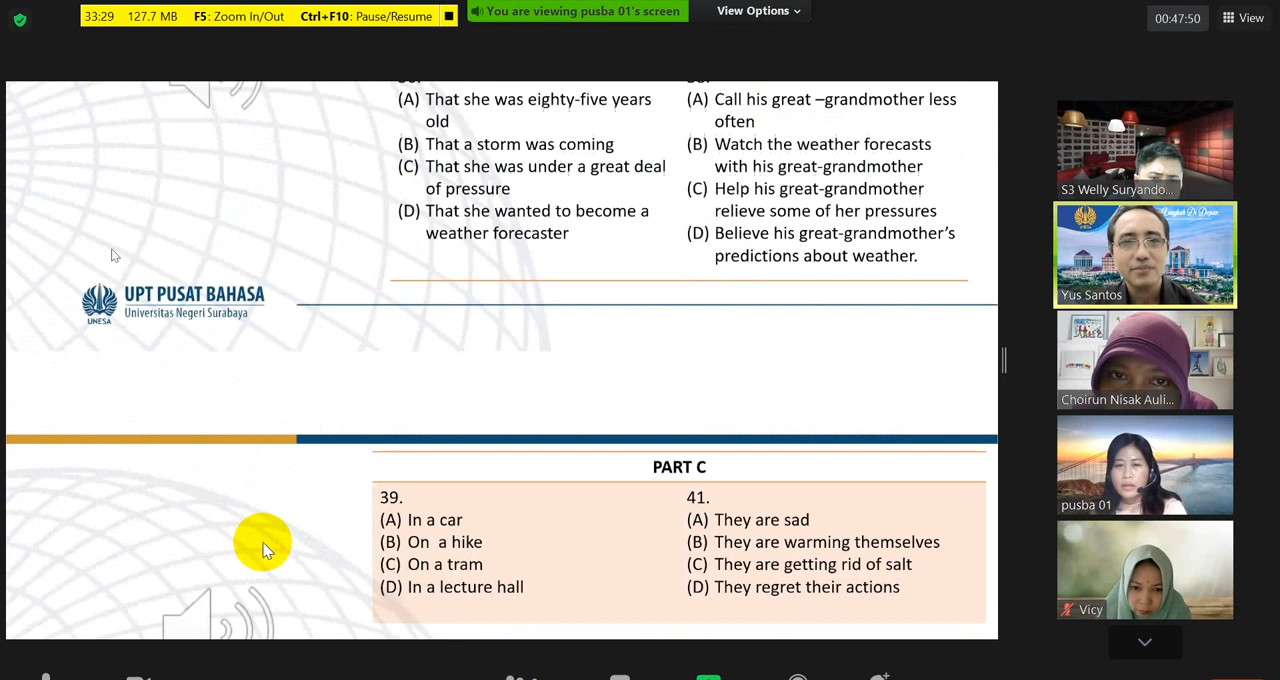 33:29 127.7 MB F5: Zoom In/Out Ctrl+F10: Pause/Resume
You are viewing pusba 01's screen
View Options
00:47:50
View
(A) That she was eighty-five years
old
(B) That a storm was coming
(C) That she was under a great deal
of pressure
(D) That she wanted to become a
weather forecaster
(A) Call his great –grandmother less
often
(B) Watch the weather forecasts
with his great-grandmother
(C) Help his great-grandmother
relieve some of her pressures
(D) Believe his great-grandmother's
predictions about weather.
UPT PUSAT BAHASA
Universitas Negeri Surabaya
UNESA
PART C
39.
(A) In a car
(B) On a hike
(C) On a tram
(D) In a lecture hall
41.
(A) They are sad
(B) They are warming themselves
(C) They are getting rid of salt
(D) They regret their actions
S3 Welly Suryando...
Yus Santos
Choirun Nisak Auli...
pusba 01
Vicy